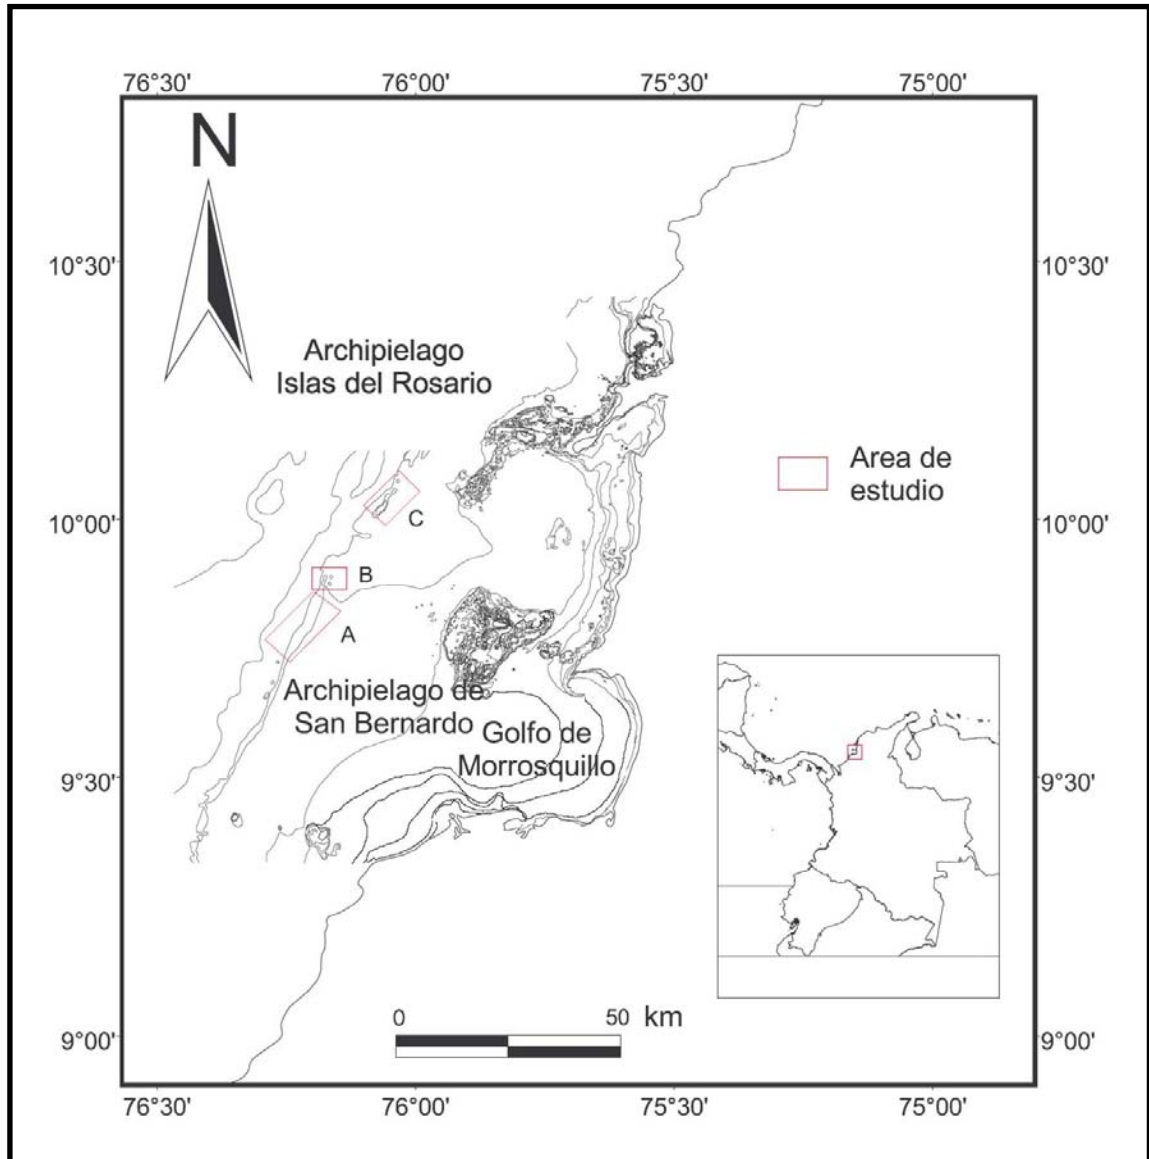 76°30' 76°00' 75°30' 75°00'
N
10°30' 10°30'
Archipielago
Islas del Rosario
Area de
estudio
C
10°00' 10°00'
B
A
Archipielago de
San Bernardo
Golfo de
Morrosquillo
9°30' 9°30'
0 50 km
9°00' 9°00'
76°30' 76°00' 75°30' 75°00'